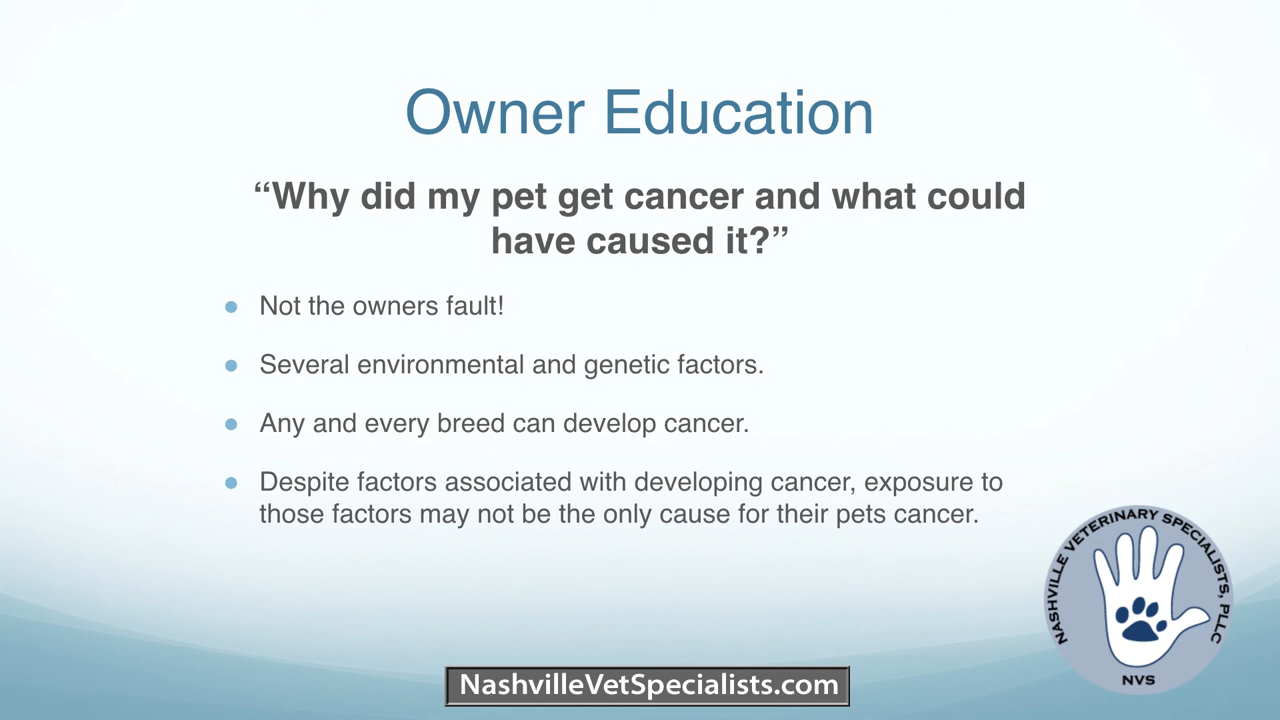 Owner Education
“Why did my pet get cancer and what could
have caused it?”
● Not the owners fault!
● Several environmental and genetic factors.
● Any and every breed can develop cancer.
● Despite factors associated with developing cancer, exposure to
those factors may not be the only cause for their pets cancer.
NASHVILLE VETERINARY SPECIALISTS, PLLC
NVS
NashvilleVetSpecialists.com